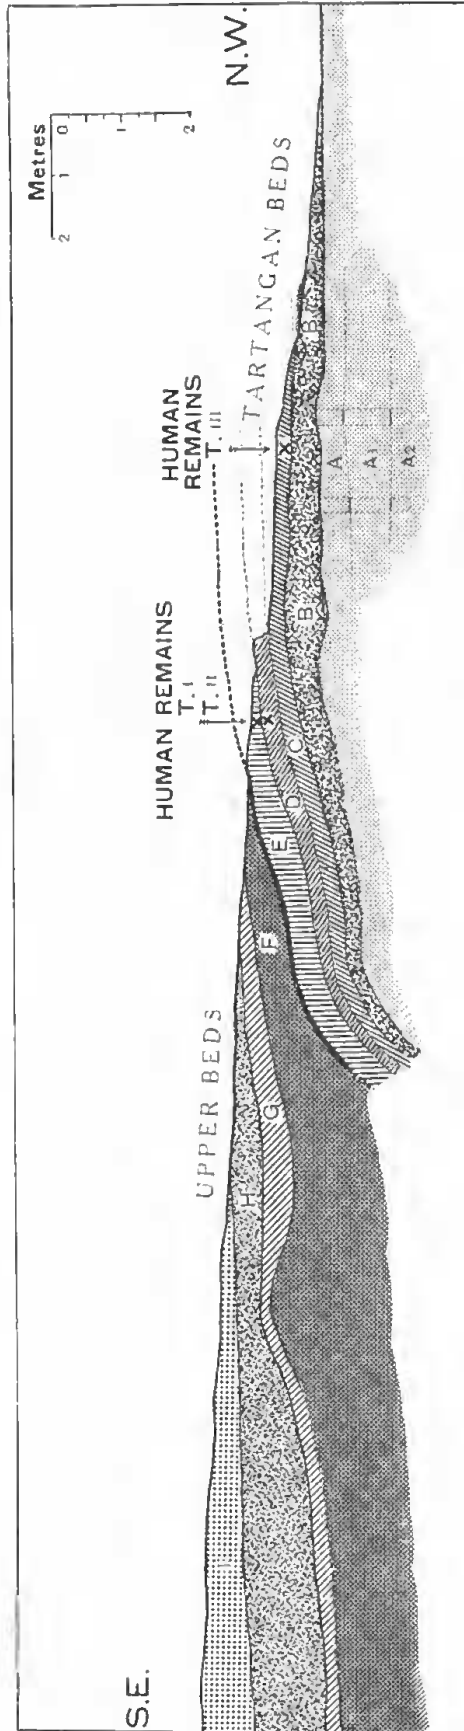 S.E.
N.W.
Metres
2 1 0
1
2
UPPER BEDS
TARTANGAN BEDS
HUMAN REMAINS
T. I
T. II
HUMAN
REMAINS
T. III
H
G
F
E
D
C
B
B
A
A1
A2